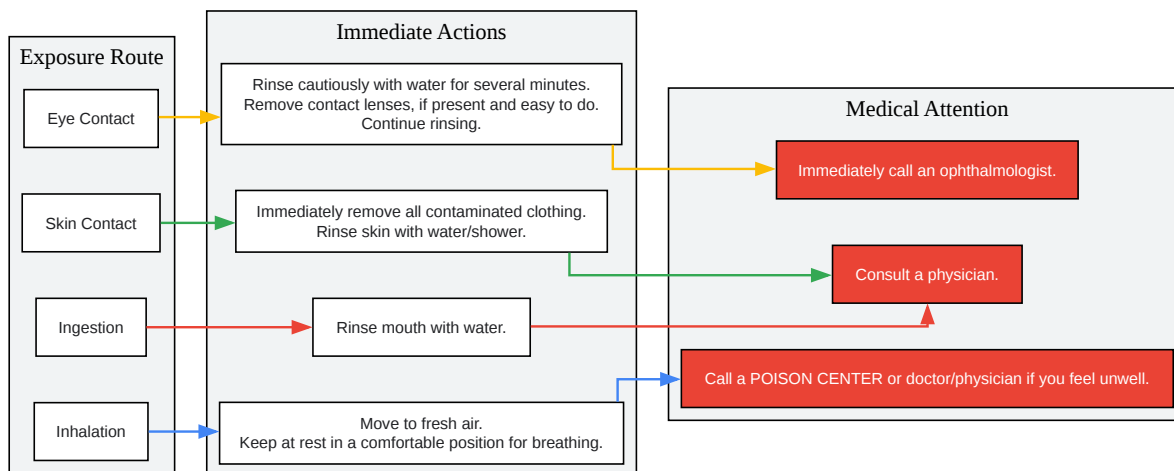 Exposure Route
Immediate Actions
Medical Attention
Eye Contact
Rinse cautiously with water for several minutes.
Remove contact lenses, if present and easy to do.
Continue rinsing.
Immediately call an ophthalmologist.
Skin Contact
Immediately remove all contaminated clothing.
Rinse skin with water/shower.
Consult a physician.
Ingestion
Rinse mouth with water.
Call a POISON CENTER or doctor/physician if you feel unwell.
Inhalation
Move to fresh air.
Keep at rest in a comfortable position for breathing.